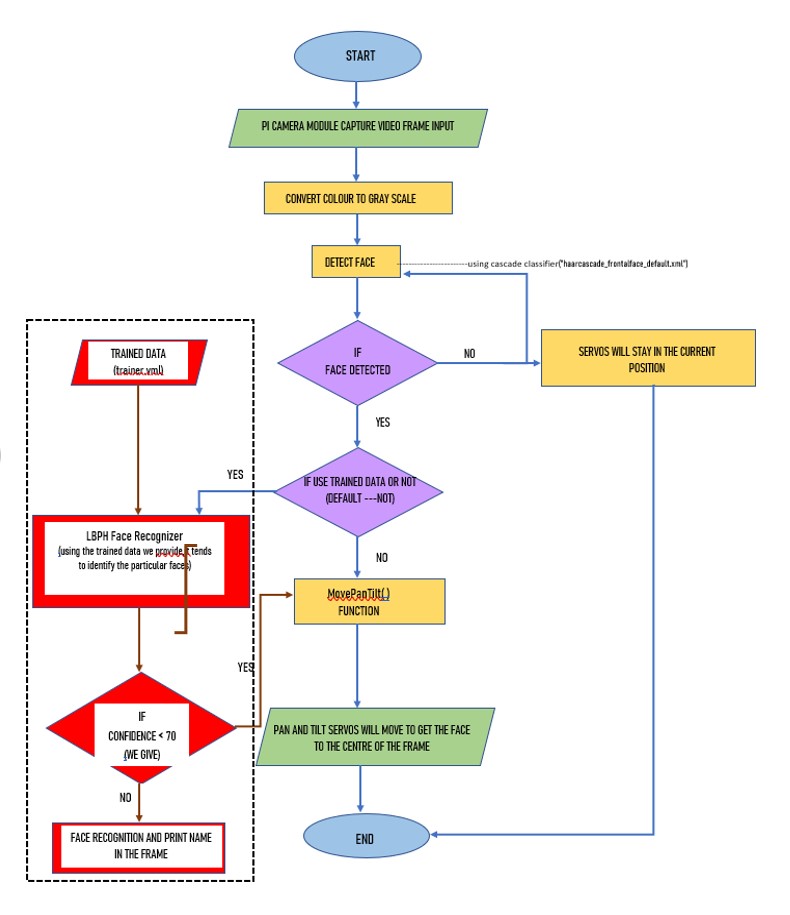 START
PI CAMERA MODULE CAPTURE VIDEO FRAME INPUT
CONVERT COLOUR TO GRAY SCALE
DETECT FACE
using cascade classifier("haarcascade_frontalface_default.xml")
IF
FACE DETECTED
NO
SERVOS WILL STAY IN THE CURRENT
POSITION
YES
IF USE TRAINED DATA OR NOT
(DEFAULT ---NOT)
YES
NO
TRAINED DATA
(trainer.yml)
LBPH Face Recognizer
(using the trained data we provide,it tends
to identify the particular faces)
MovePanTilt( )
FUNCTION
YES
IF
CONFIDENCE < 70
(WE GIVE)
PAN AND TILT SERVOS WILL MOVE TO GET THE FACE
TO THE CENTRE OF THE FRAME
NO
FACE RECOGNITION AND PRINT NAME
IN THE FRAME
END